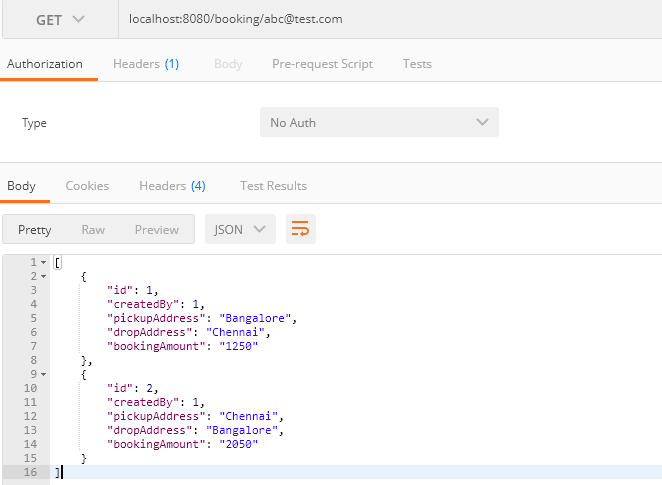 GET localhost:8080/booking/abc@test.com
Authorization Headers (1) Body Pre-request Script Tests
Type No Auth
Body Cookies Headers (4) Test Results
Pretty Raw Preview JSON
1 [
2 {
3 "id": 1,
4 "createdBy": 1,
5 "pickupAddress": "Bangalore",
6 "dropAddress": "Chennai",
7 "bookingAmount": "1250"
8 },
9 {
10 "id": 2,
11 "createdBy": 1,
12 "pickupAddress": "Chennai",
13 "dropAddress": "Bangalore",
14 "bookingAmount": "2050"
15 }
16 ]